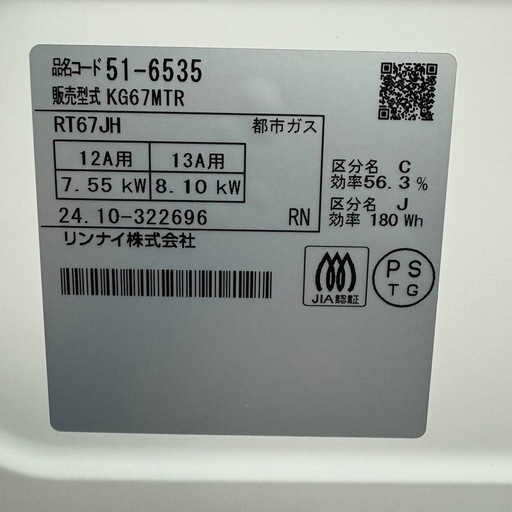 品名コード 51-6535
販売型式 KG67MTR
RT67JH 都市ガス
12A用 13A用
7.55 kW 8.10 kW
区分名 C
効率56.3%
区分名 J
効率 180 Wh
24.10-322696 RN
リンナイ株式会社
JIA認証
PS
TG